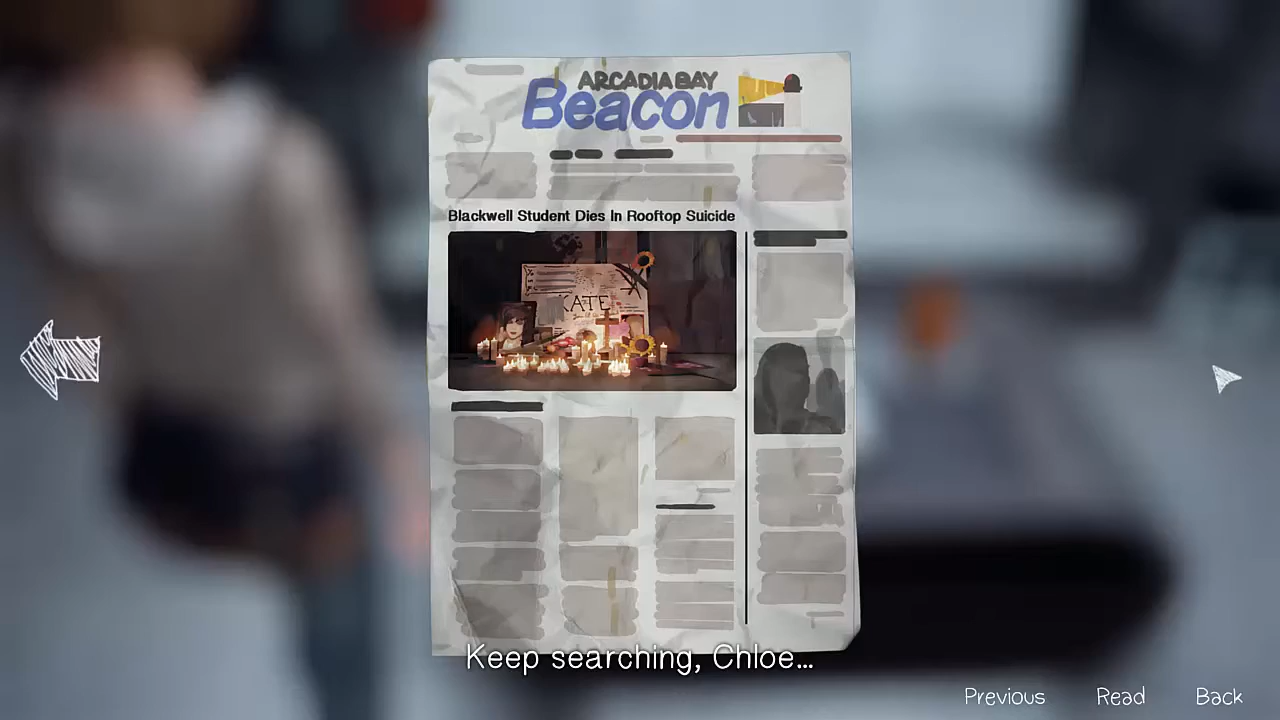 ARCADIA BAY
Beacon
Blackwell Student Dies In Rooftop Suicide
KATE
Keep searching, Chloe...
Previous
Read
Back